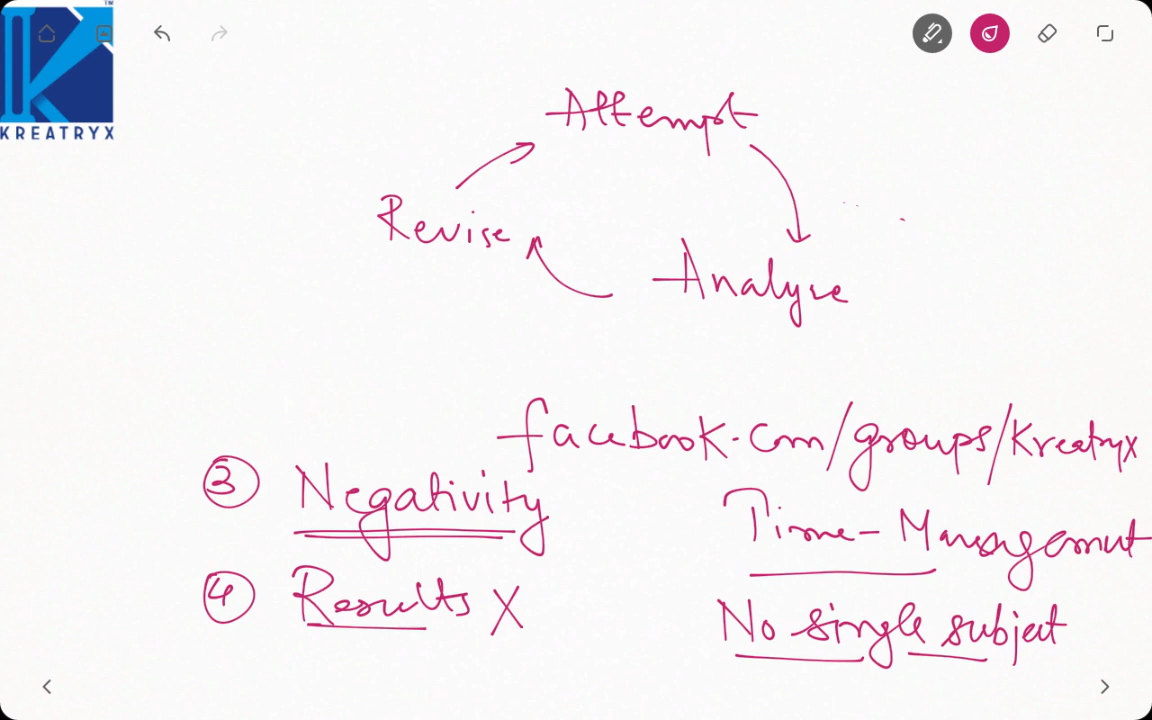 KREATRYX
Attempt
Revise
Analyse
facebook.com/groups/kreatryx
③ Negativity
Time-Management
④ Results X
No single subject